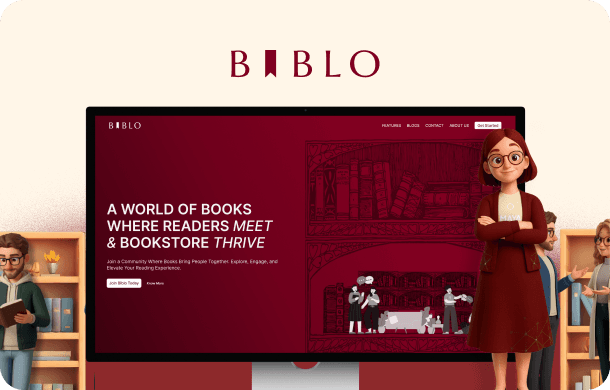 BIBLO
BIBLO
FEATURES BLOGS CONTACT ABOUT US Get Started
A WORLD OF BOOKS
WHERE READERS MEET
& BOOKSTORE THRIVE
Join a Community Where Books Bring People Together. Explore, Engage, and
Elevate Your Reading Experience.
Join Biblo Today Know More